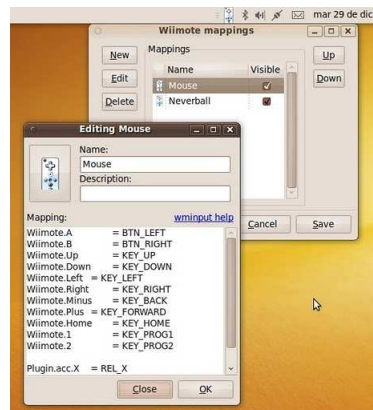 mar 29 de dic
Wiimote mappings
New
Edit
Delete
Mappings
Name Visible
Mouse
Neverball
Up
Down
Cancel
Save
Editing Mouse
Name:
Mouse
Description:
Mapping: wminput help
Wiimote.A = BTN_LEFT
Wiimote.B = BTN_RIGHT
Wiimote.Up = KEY_UP
Wiimote.Down = KEY_DOWN
Wiimote.Left = KEY_LEFT
Wiimote.Right = KEY_RIGHT
Wiimote.Minus = KEY_BACK
Wiimote.Plus = KEY_FORWARD
Wiimote.Home = KEY_HOME
Wiimote.1 = KEY_PROG1
Wiimote.2 = KEY_PROG2
Plugin.acc.X = REL_X
Close
OK